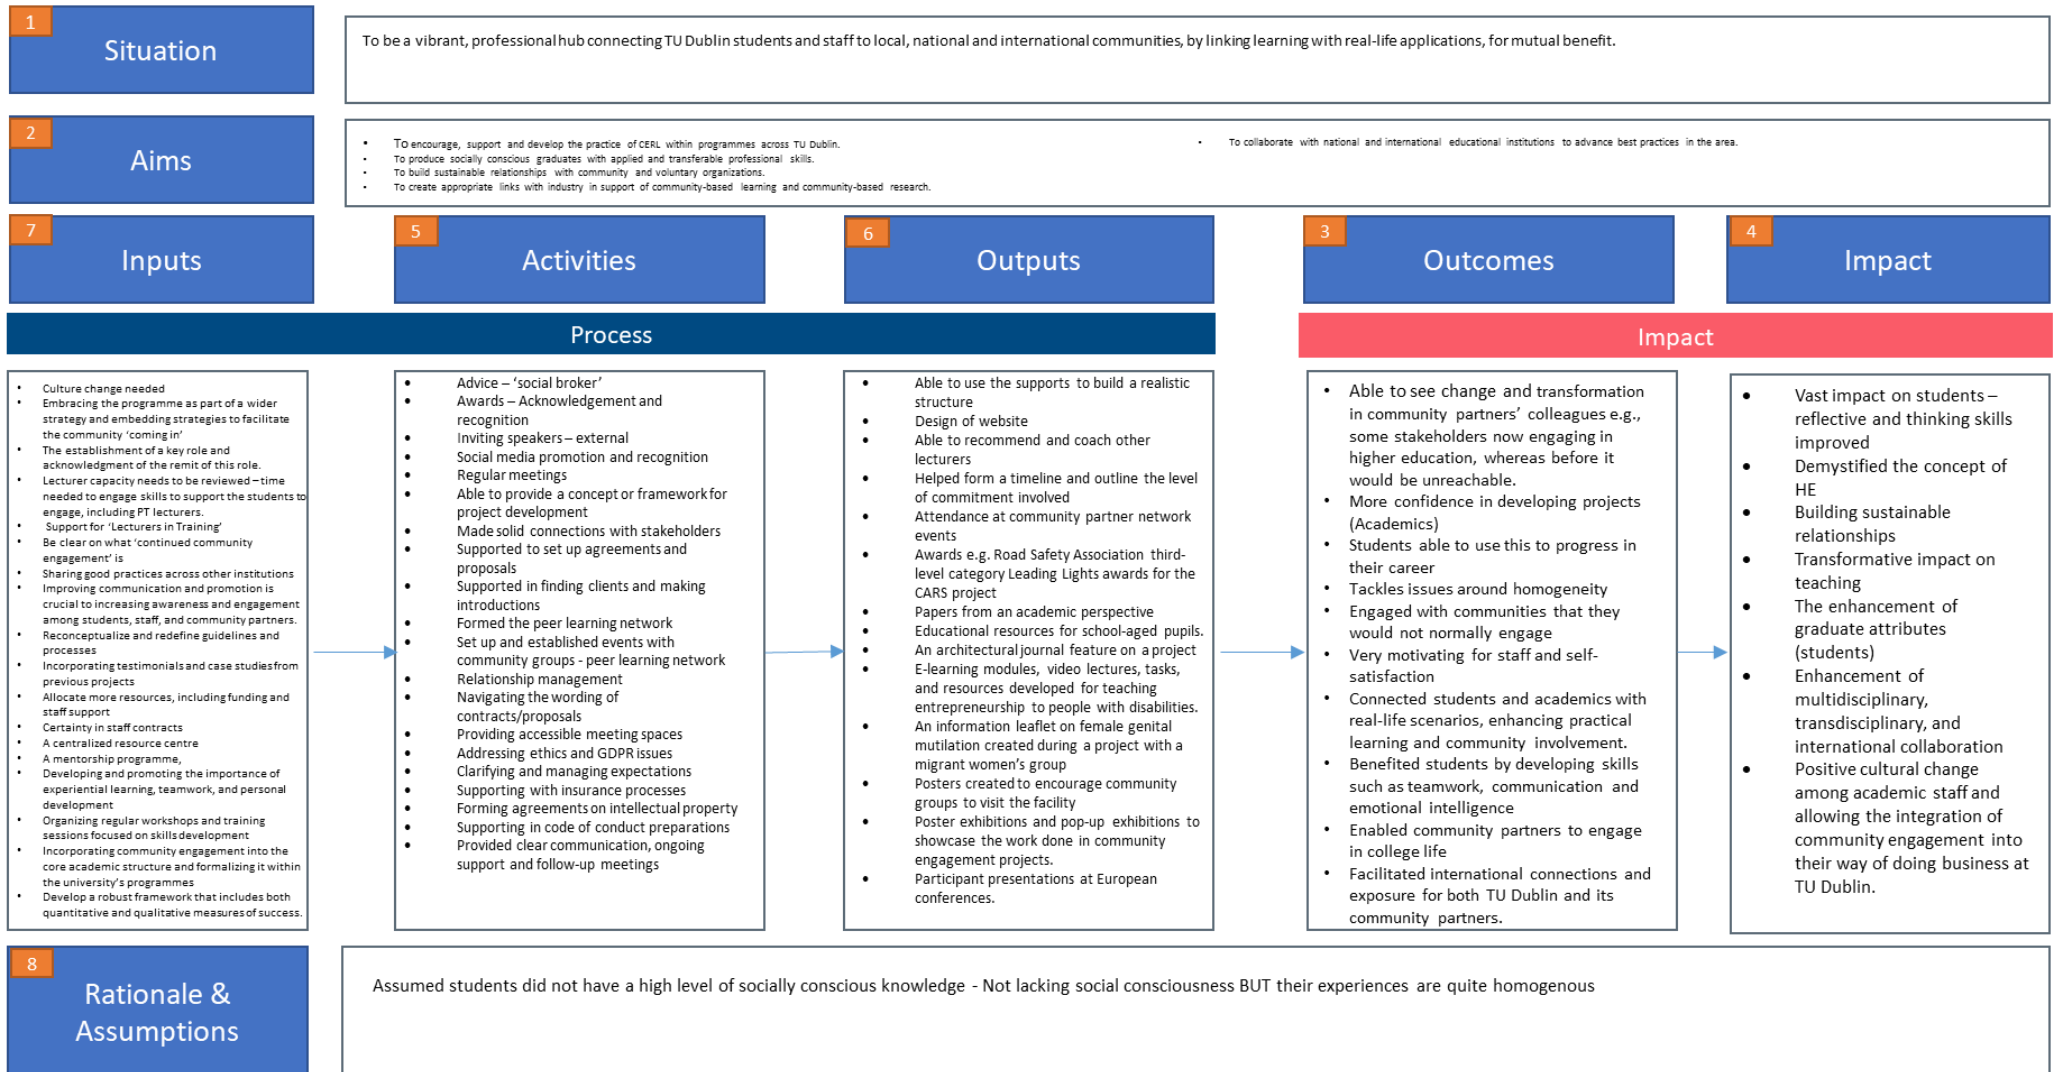 1
Situation
To be a vibrant, professional hub connecting TU Dublin students and staff to local, national and international communities, by linking learning with real-life applications, for mutual benefit.
2
Aims
• To encourage, support and develop the practice of CERL within programmes across TU Dublin.
• To produce socially conscious graduates with applied and transferable professional skills.
• To build sustainable relationships with community and voluntary organizations.
• To create appropriate links with industry in support of community-based learning and community-based research.
• To collaborate with national and international educational institutions to advance best practices in the area.
7
Inputs
5
Activities
6
Outputs
3
Outcomes
4
Impact
Process
Impact
• Culture change needed
• Embracing the programme as part of a wider
strategy and embedding strategies to facilitate
the community ‘coming in’
• The establishment of a key role and
acknowledgment of the remit of this role.
• Lecturer capacity needs to be reviewed – time
needed to engage skills to support the students to
engage, including PT lecturers.
• Support for ‘Lecturers in Training’
• Be clear on what ‘continued community
engagement’ is
• Sharing good practices across other institutions
• Improving communication and promotion is
crucial to increasing awareness and engagement
among students, staff, and community partners.
• Reconceptualize and redefine guidelines and
processes
• Incorporating testimonials and case studies from
previous projects
• Allocate more resources, including funding and
staff support
• Certainty in staff contracts
• A centralized resource centre
• A mentorship programme,
• Developing and promoting the importance of
experiential learning, teamwork, and personal
development
• Organizing regular workshops and training
sessions focused on skills development
• Incorporating community engagement into the
core academic structure and formalizing it within
the university’s programmes
• Develop a robust framework that includes both
quantitative and qualitative measures of success.
• Advice – ‘social broker’
• Awards – Acknowledgement and
recognition
• Inviting speakers – external
• Social media promotion and recognition
• Regular meetings
• Able to provide a concept or framework for
project development
• Made solid connections with stakeholders
• Supported to set up agreements and
proposals
• Supported in finding clients and making
introductions
• Formed the peer learning network
• Set up and established events with
community groups - peer learning network
• Relationship management
• Navigating the wording of
contracts/proposals
• Providing accessible meeting spaces
• Addressing ethics and GDPR issues
• Clarifying and managing expectations
• Supporting with insurance processes
• Forming agreements on intellectual property
• Supporting in code of conduct preparations
• Provided clear communication, ongoing
support and follow-up meetings
• Able to use the supports to build a realistic
structure
• Design of website
• Able to recommend and coach other
lecturers
• Helped form a timeline and outline the level
of commitment involved
• Attendance at community partner network
events
• Awards e.g. Road Safety Association third-
level category Leading Lights awards for the
CARS project
• Papers from an academic perspective
• Educational resources for school-aged pupils.
• An architectural journal feature on a project
• E-learning modules, video lectures, tasks,
and resources developed for teaching
entrepreneurship to people with disabilities.
• An information leaflet on female genital
mutilation created during a project with a
migrant women’s group
• Posters created to encourage community
groups to visit the facility
• Poster exhibitions and pop-up exhibitions to
showcase the work done in community
engagement projects.
• Participant presentations at European
conferences.
• Able to see change and transformation
in community partners’ colleagues e.g.,
some stakeholders now engaging in
higher education, whereas before it
would be unreachable.
• More confidence in developing projects
(Academics)
• Students able to use this to progress in
their career
• Tackles issues around homogeneity
• Engaged with communities that they
would not normally engage
• Very motivating for staff and self-
satisfaction
• Connected students and academics with
real-life scenarios, enhancing practical
learning and community involvement.
• Benefited students by developing skills
such as teamwork, communication and
emotional intelligence
• Enabled community partners to engage
in college life
• Facilitated international connections and
exposure for both TU Dublin and its
community partners.
• Vast impact on students –
reflective and thinking skills
improved
• Demystified the concept of
HE
• Building sustainable
relationships
• Transformative impact on
teaching
• The enhancement of
graduate attributes
(students)
• Enhancement of
multidisciplinary,
transdisciplinary, and
international collaboration
• Positive cultural change
among academic staff and
allowing the integration of
community engagement into
their way of doing business at
TU Dublin.
8
Rationale &
Assumptions
Assumed students did not have a high level of socially conscious knowledge - Not lacking social consciousness BUT their experiences are quite homogenous